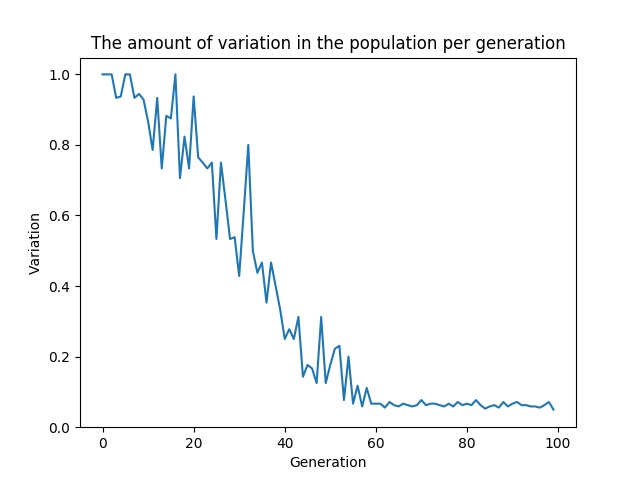 The amount of variation in the population per generation
1.0
0.8
0.6
0.4
0.2
0.0
Variation
0 20 40 60 80 100
Generation